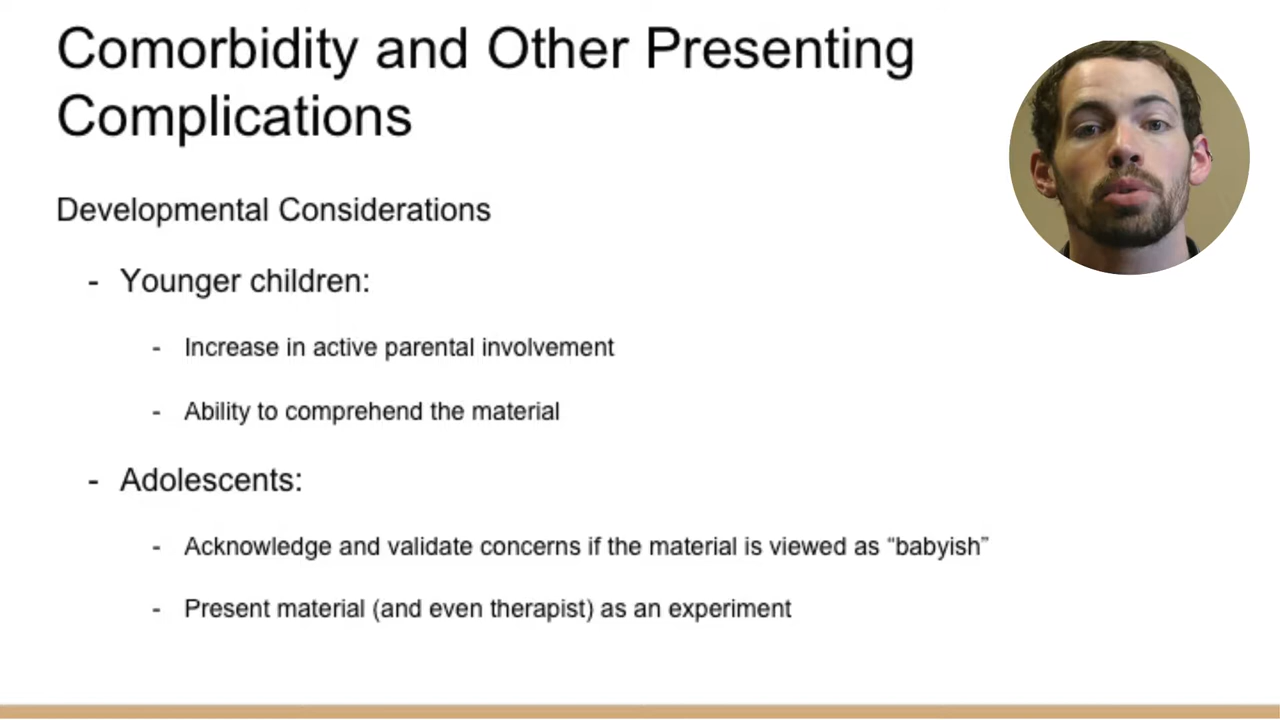 Comorbidity and Other Presenting
Complications
Developmental Considerations
- Younger children:
- Increase in active parental involvement
- Ability to comprehend the material
- Adolescents:
- Acknowledge and validate concerns if the material is viewed as “babyish”
- Present material (and even therapist) as an experiment